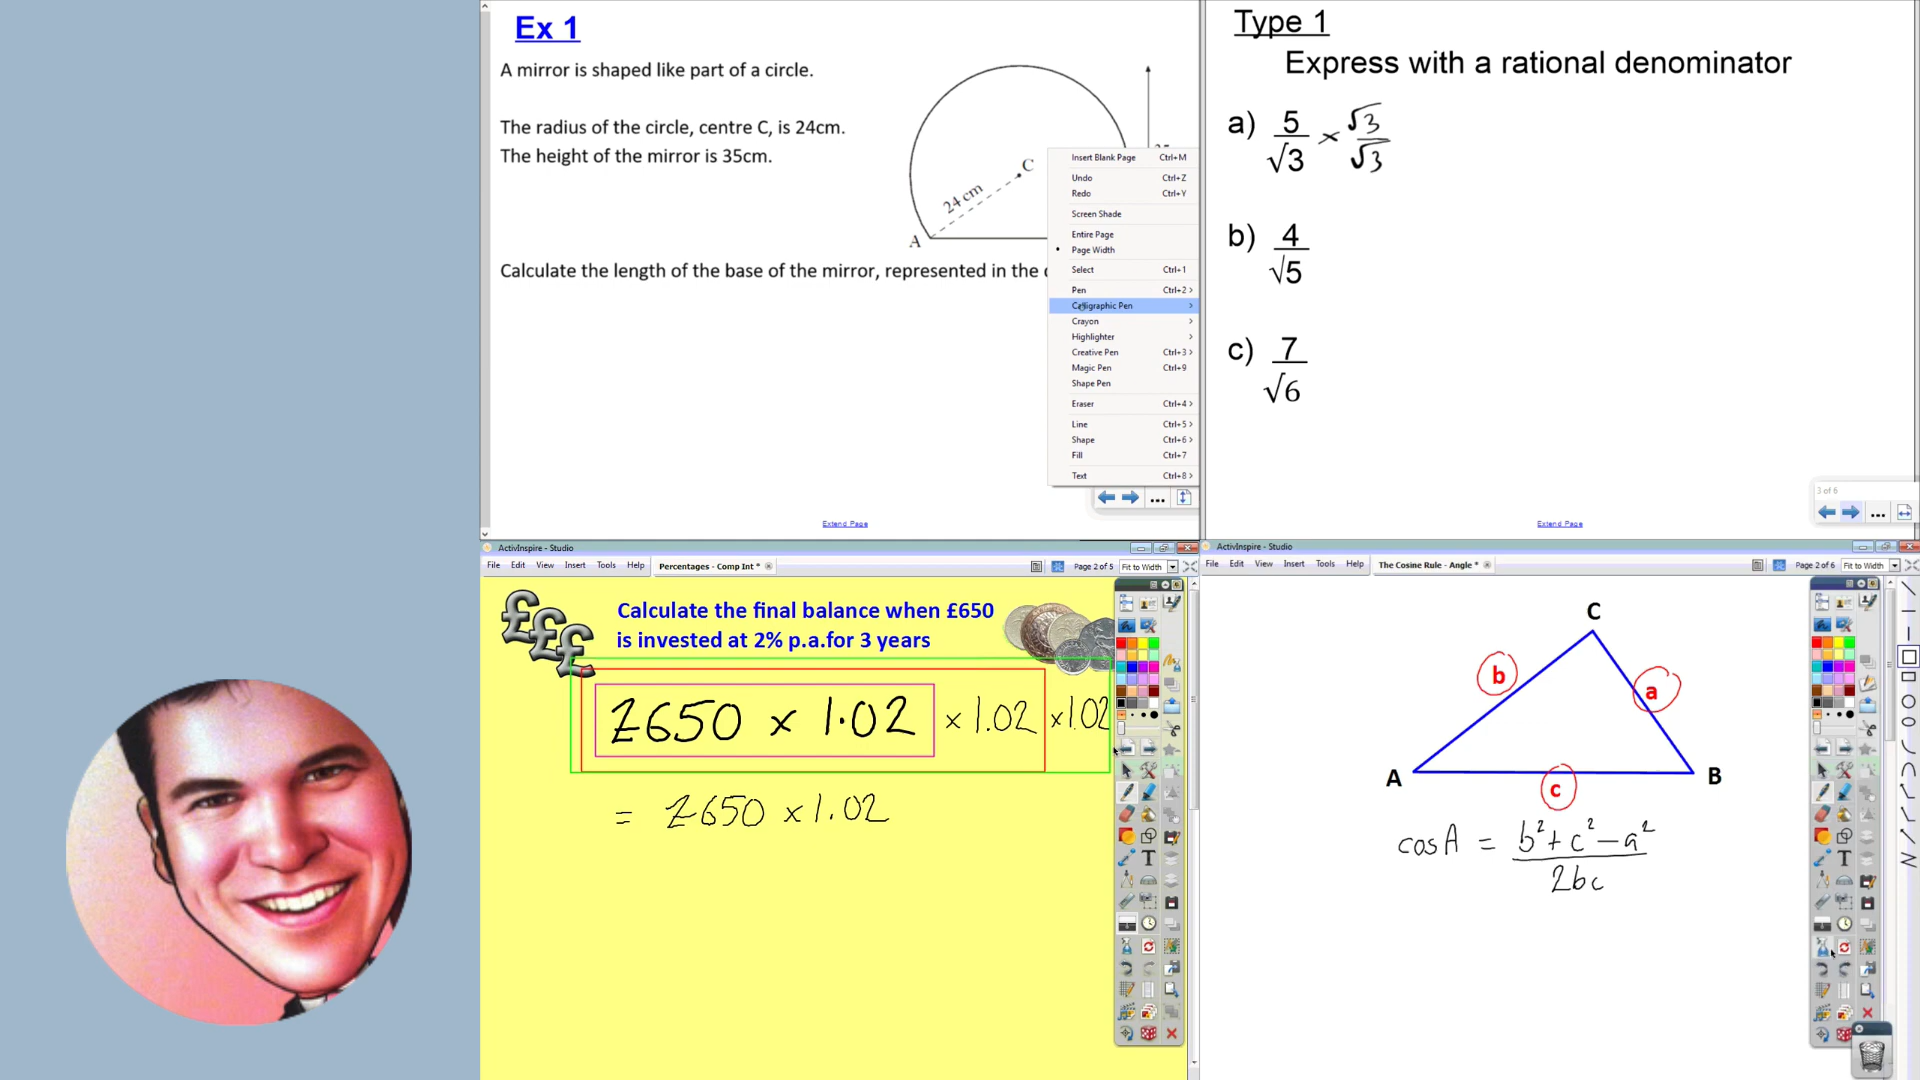 Ex 1
A mirror is shaped like part of a circle.
The radius of the circle, centre C, is 24cm.
The height of the mirror is 35cm.
C
24 cm
A
Calculate the length of the base of the mirror, represented in the
Insert Blank Page Ctrl+M
Undo Ctrl+Z
Redo Ctrl+Y
Screen Shade
Entire Page
Page Width
Select Ctrl+1
Pen Ctrl+2
Calligraphic Pen
Crayon
Highlighter
Creative Pen Ctrl+3
Magic Pen Ctrl+9
Shape Pen
Eraser Ctrl+4
Line Ctrl+5
Shape Ctrl+6
Fill Ctrl+7
Text Ctrl+8
Extend Page
Type 1
Express with a rational denominator
a) 5/√3 × √3/√3
b) 4/√5
c) 7/√6
3 of 6
Extend Page
ActivInspire - Studio
File Edit View Insert Tools Help Percentages - Comp Int * Page 2 of 5 Fit to Width
£££
Calculate the final balance when £650
is invested at 2% p.a.for 3 years
£650 × 1.02 × 1.02 × 1.02
= £650 × 1.02
ActivInspire - Studio
File Edit View Insert Tools Help The Cosine Rule - Angle * Page 2 of 6 Fit to Width
C
b
a
A
B
c
cosA = b²+c²−a²
2bc